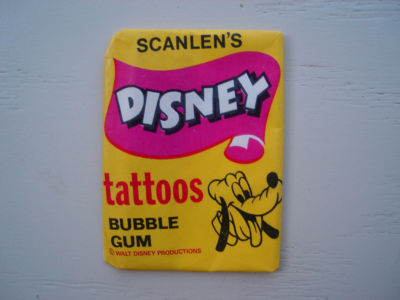 SCANLEN'S
DISNEY
tattoos
BUBBLE
GUM
© WALT DISNEY PRODUCTIONS